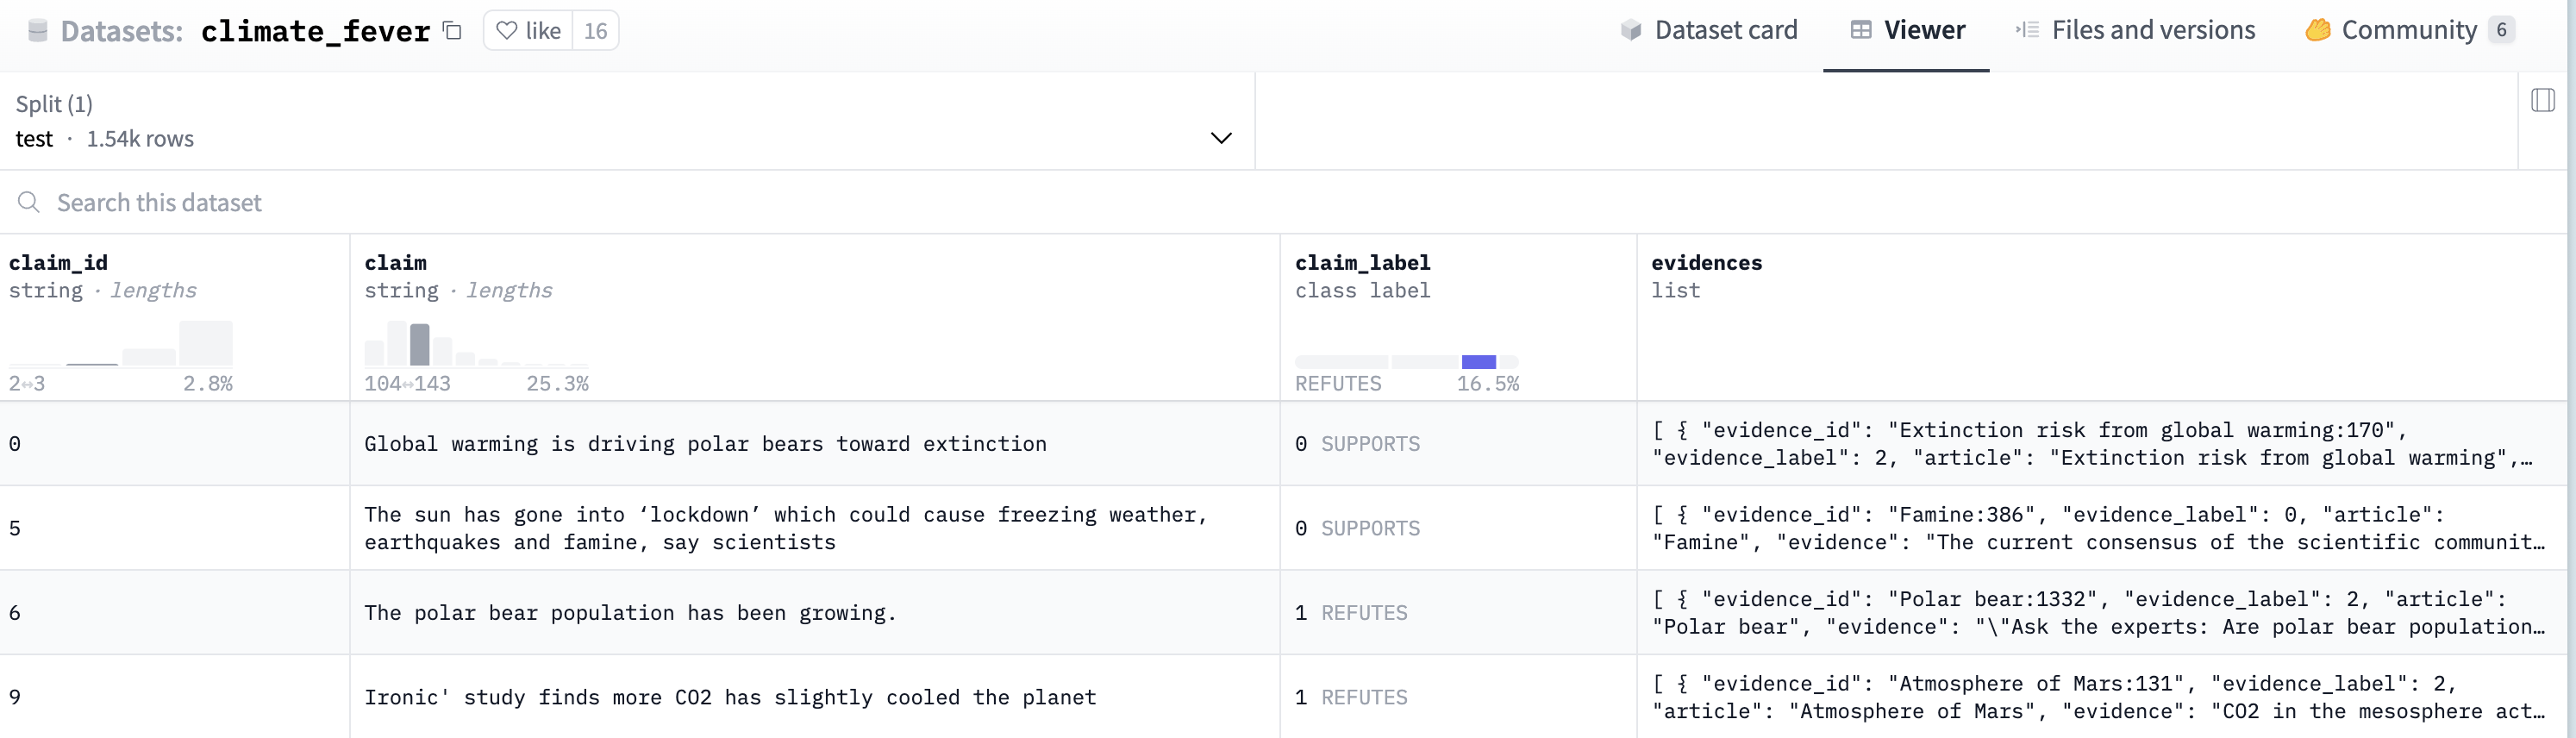 Datasets: climate_fever like 16 Dataset card Viewer Files and versions Community 6
Split (1)
test · 1.54k rows
Search this dataset
claim_id claim claim_label evidences
string · lengths string · lengths class label list
2↔3 2.8% 104↔143 25.3% REFUTES 16.5%
0 Global warming is driving polar bears toward extinction 0 SUPPORTS [ { "evidence_id": "Extinction risk from global warming:170",
"evidence_label": 2, "article": "Extinction risk from global warming",…
5 The sun has gone into ‘lockdown’ which could cause freezing weather,
earthquakes and famine, say scientists 0 SUPPORTS [ { "evidence_id": "Famine:386", "evidence_label": 0, "article":
"Famine", "evidence": "The current consensus of the scientific communit…
6 The polar bear population has been growing. 1 REFUTES [ { "evidence_id": "Polar bear:1332", "evidence_label": 2, "article":
"Polar bear", "evidence": "\"Ask the experts: Are polar bear population…
9 Ironic' study finds more CO2 has slightly cooled the planet 1 REFUTES [ { "evidence_id": "Atmosphere of Mars:131", "evidence_label": 2,
"article": "Atmosphere of Mars", "evidence": "CO2 in the mesosphere act…